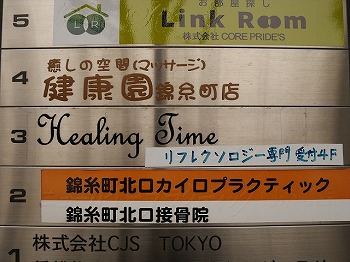 5
お部屋探し
L R
Link Room
株式会社 CORE PRIDE'S
4
癒しの空間(マッサージ)
健康園錦糸町店
3
Healing Time
リフレクソロジー専門 受付4F
2
錦糸町北口カイロプラクティック
錦糸町北口接骨院
1
株式会社CJS TOKYO